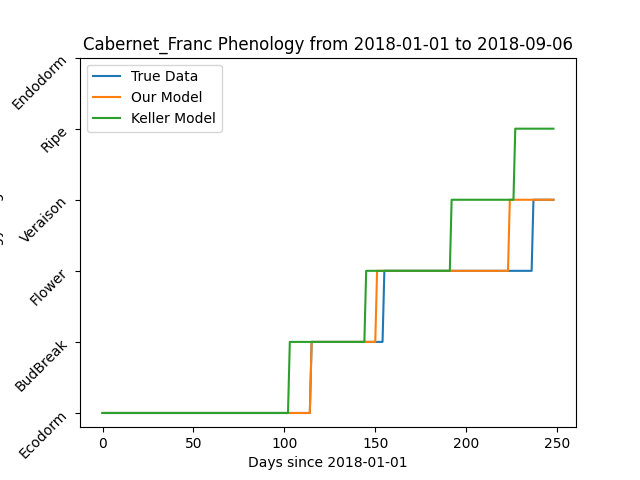 Cabernet_Franc Phenology from 2018-01-01 to 2018-09-06
True Data
Our Model
Keller Model
Endodorm
Ripe
Veraison
Flower
BudBreak
Ecodorm
0 50 100 150 200 250
Days since 2018-01-01